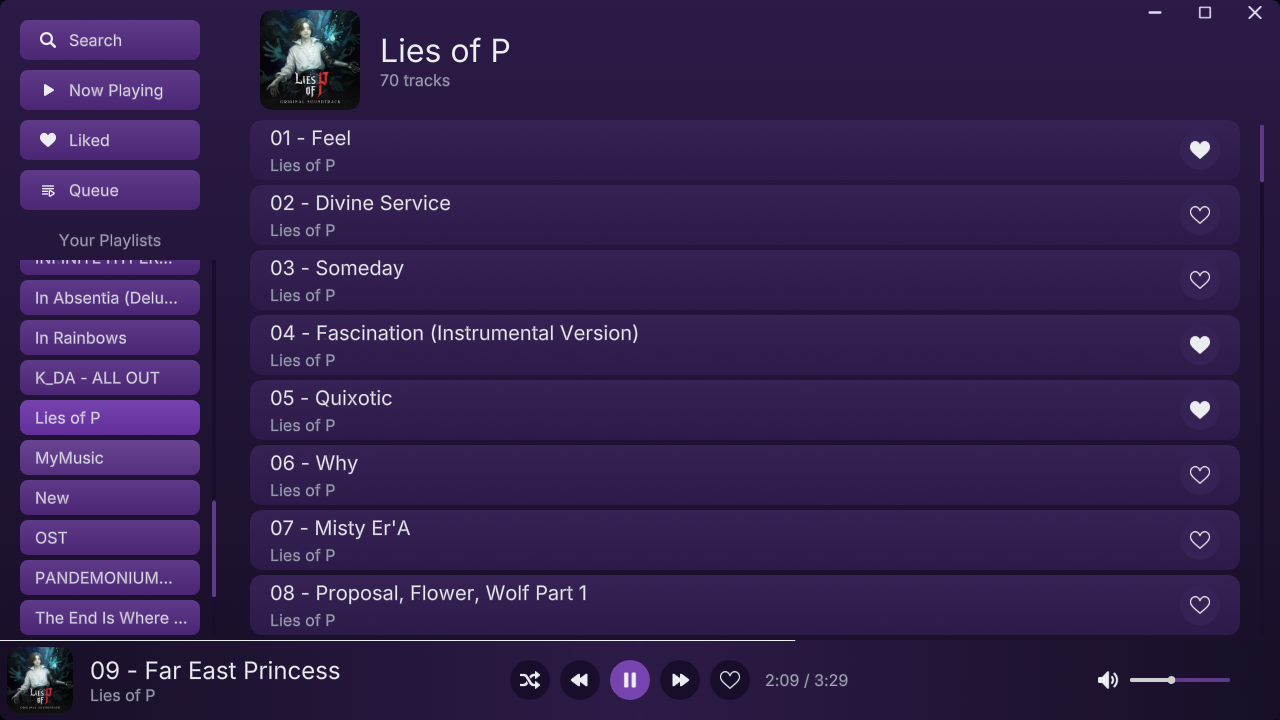 Search
Now Playing
Liked
Queue
Your Playlists
In Absentia (Delu...
In Rainbows
K_DA - ALL OUT
Lies of P
MyMusic
New
OST
PANDEMONIUM...
The End Is Where ...
LIES OF P
ORIGINAL SOUNDTRACK
Lies of P
70 tracks
01 - Feel
Lies of P
02 - Divine Service
Lies of P
03 - Someday
Lies of P
04 - Fascination (Instrumental Version)
Lies of P
05 - Quixotic
Lies of P
06 - Why
Lies of P
07 - Misty Er'A
Lies of P
08 - Proposal, Flower, Wolf Part 1
Lies of P
LIES OF P
09 - Far East Princess
Lies of P
2:09 / 3:29